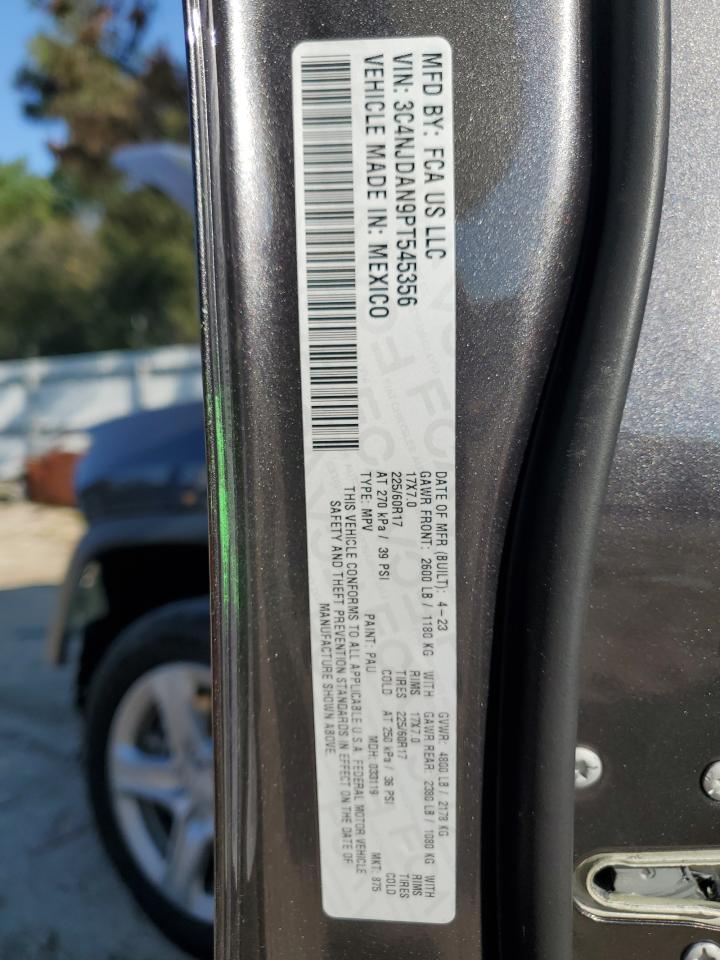 MFD BY: FCA US LLC
VIN: 3C4NJDAN9PT545356
VEHICLE MADE IN: MEXICO
DATE OF MFR (BUILT): 4-23 GVWR: 4800 LB / 2178 KG
GAWR FRONT: 2600 LB / 1180 KG WITH GAWR REAR: 2380 LB / 1080 KG WITH
17X7.0 RIMS 17X7.0 RIMS
225/60R17 TIRES 225/60R17 TIRES
AT 270 kPa / 39 PSI COLD AT 250 kPa / 36 PSI COLD
TYPE: MPV PAINT: PAU MDH: 033119 MKT: 875
THIS VEHICLE CONFORMS TO ALL APPLICABLE U.S.A. FEDERAL MOTOR VEHICLE
SAFETY AND THEFT PREVENTION STANDARDS IN EFFECT ON THE DATE OF
MANUFACTURE SHOWN ABOVE.